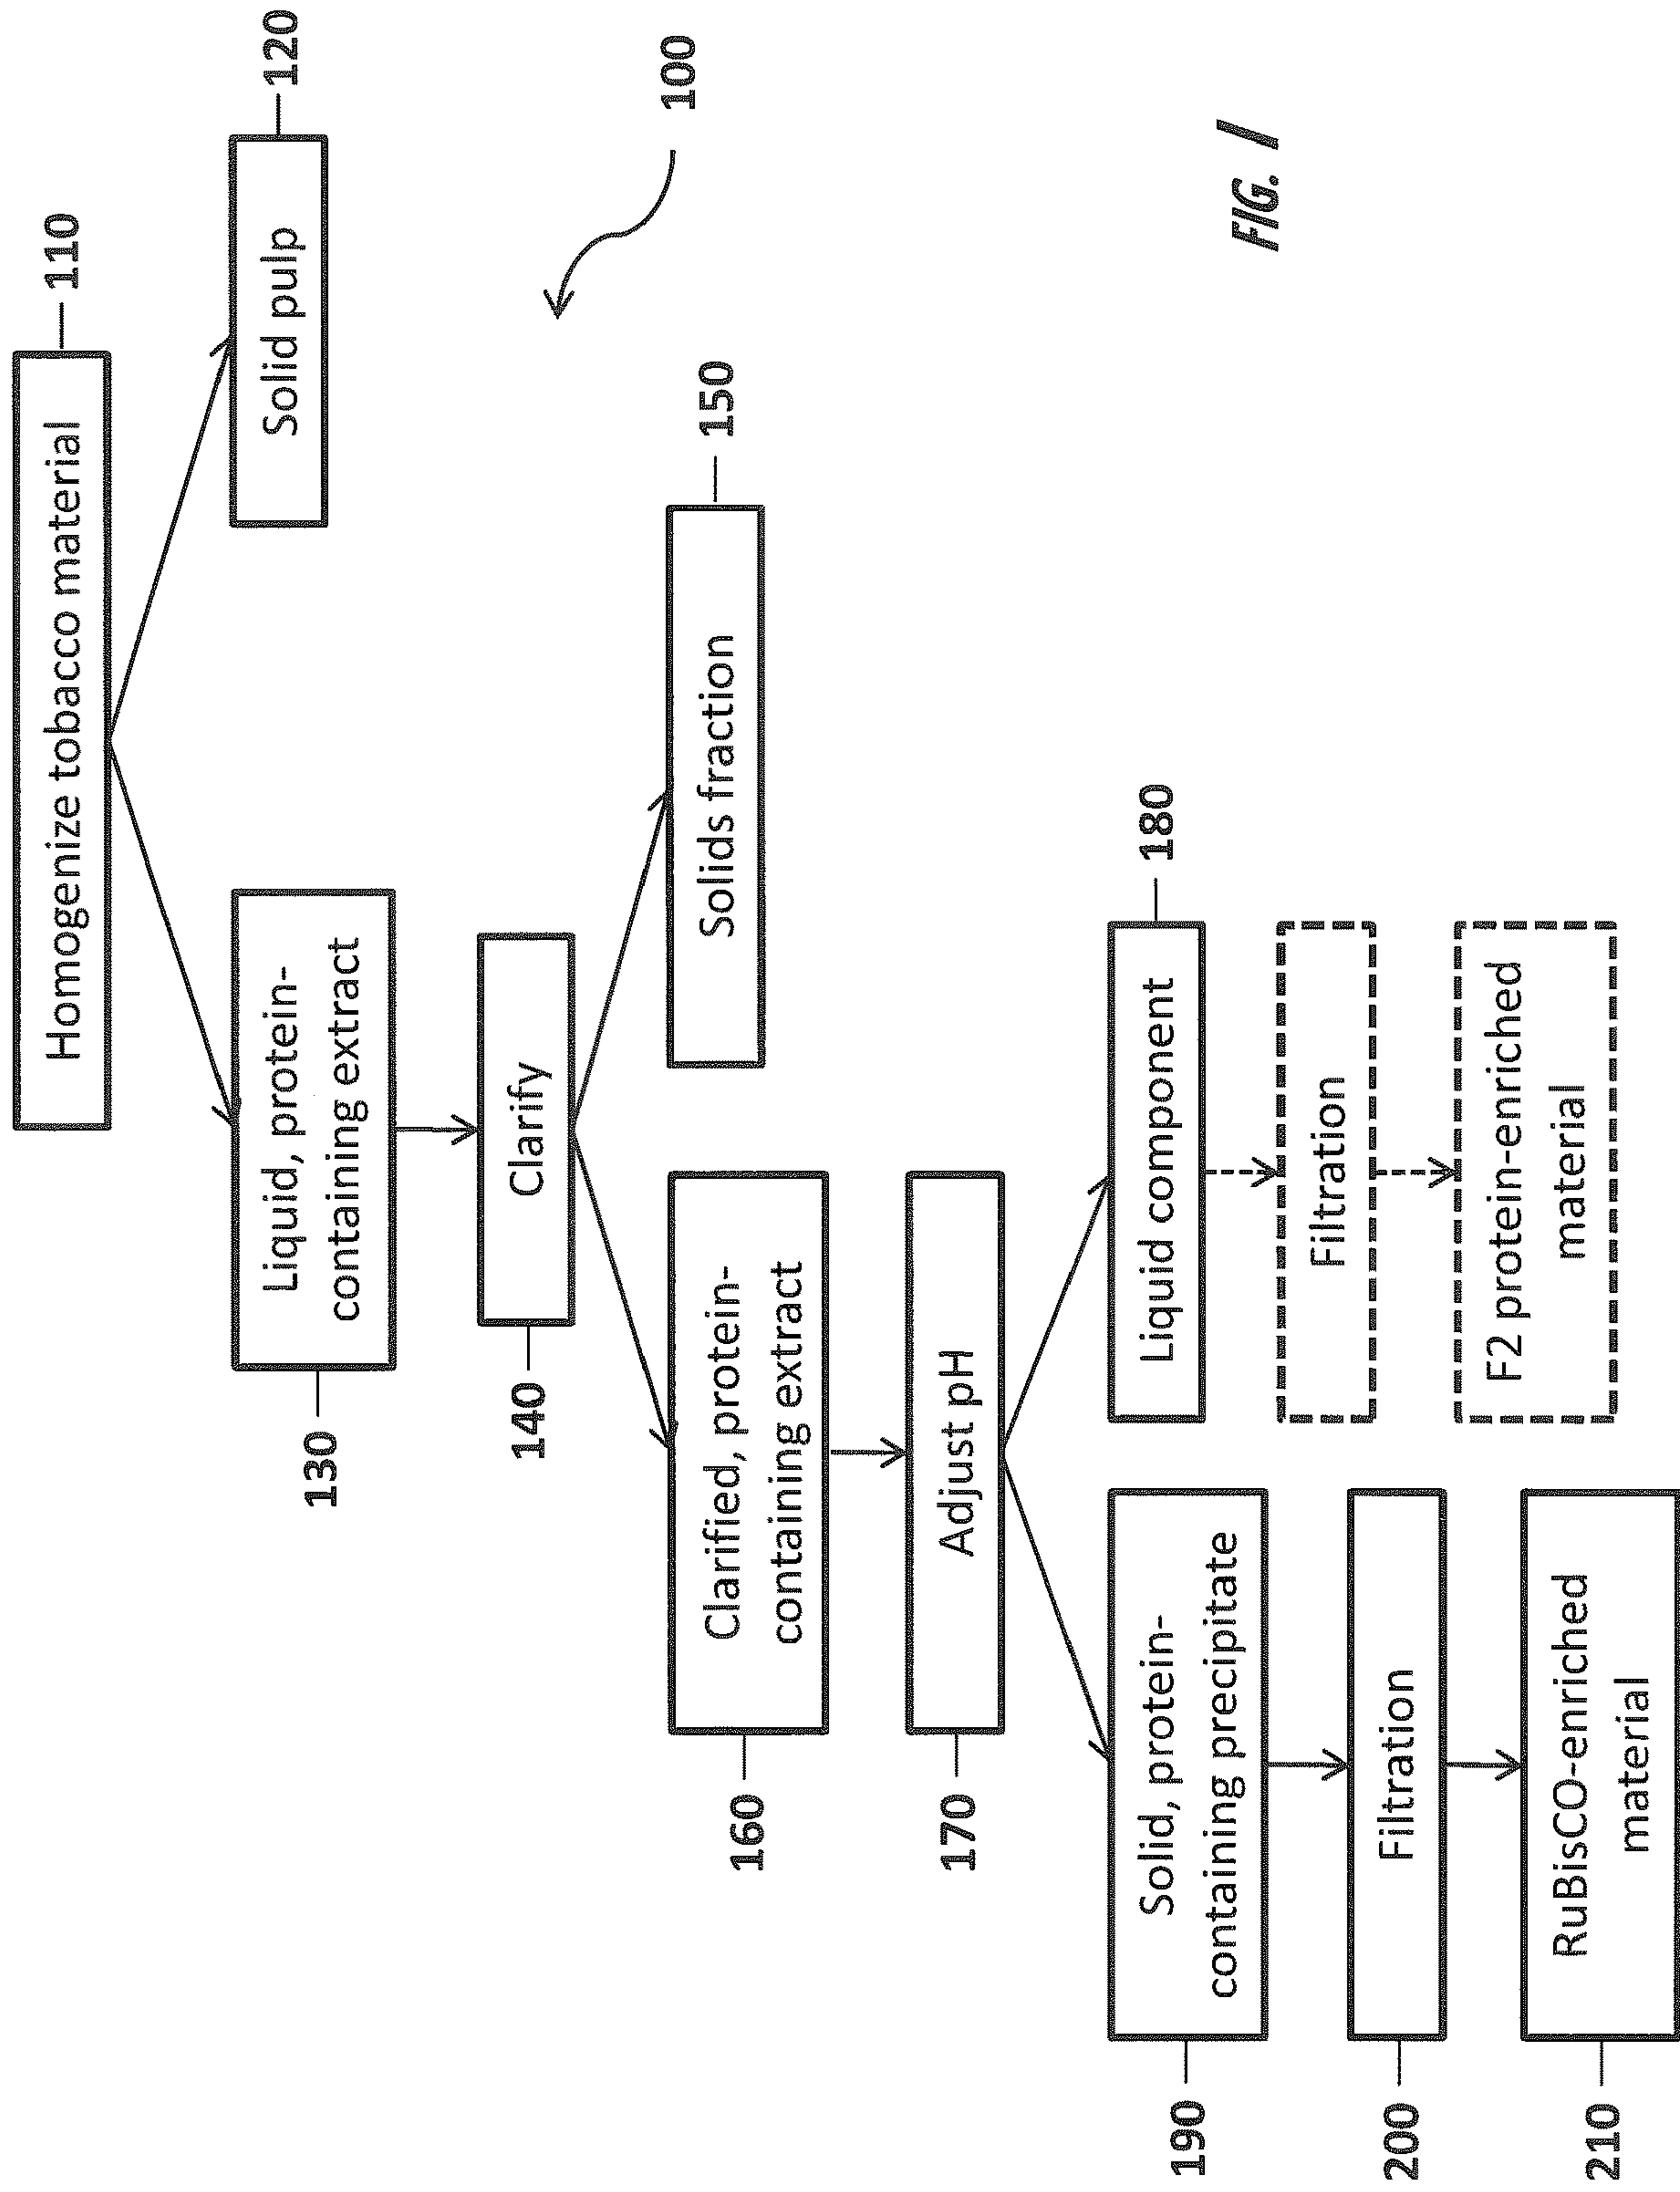 Homogenize tobacco material
110
Solid pulp
120
Liquid, protein-
containing extract
130
100
Clarify
140
Solids fraction
150
Clarified, protein-
containing extract
160
Adjust pH
170
Liquid component
180
Solid, protein-
containing precipitate
190
Filtration
Filtration
200
F2 protein-enriched
material
RuBisCO-enriched
material
210
FIG. 1